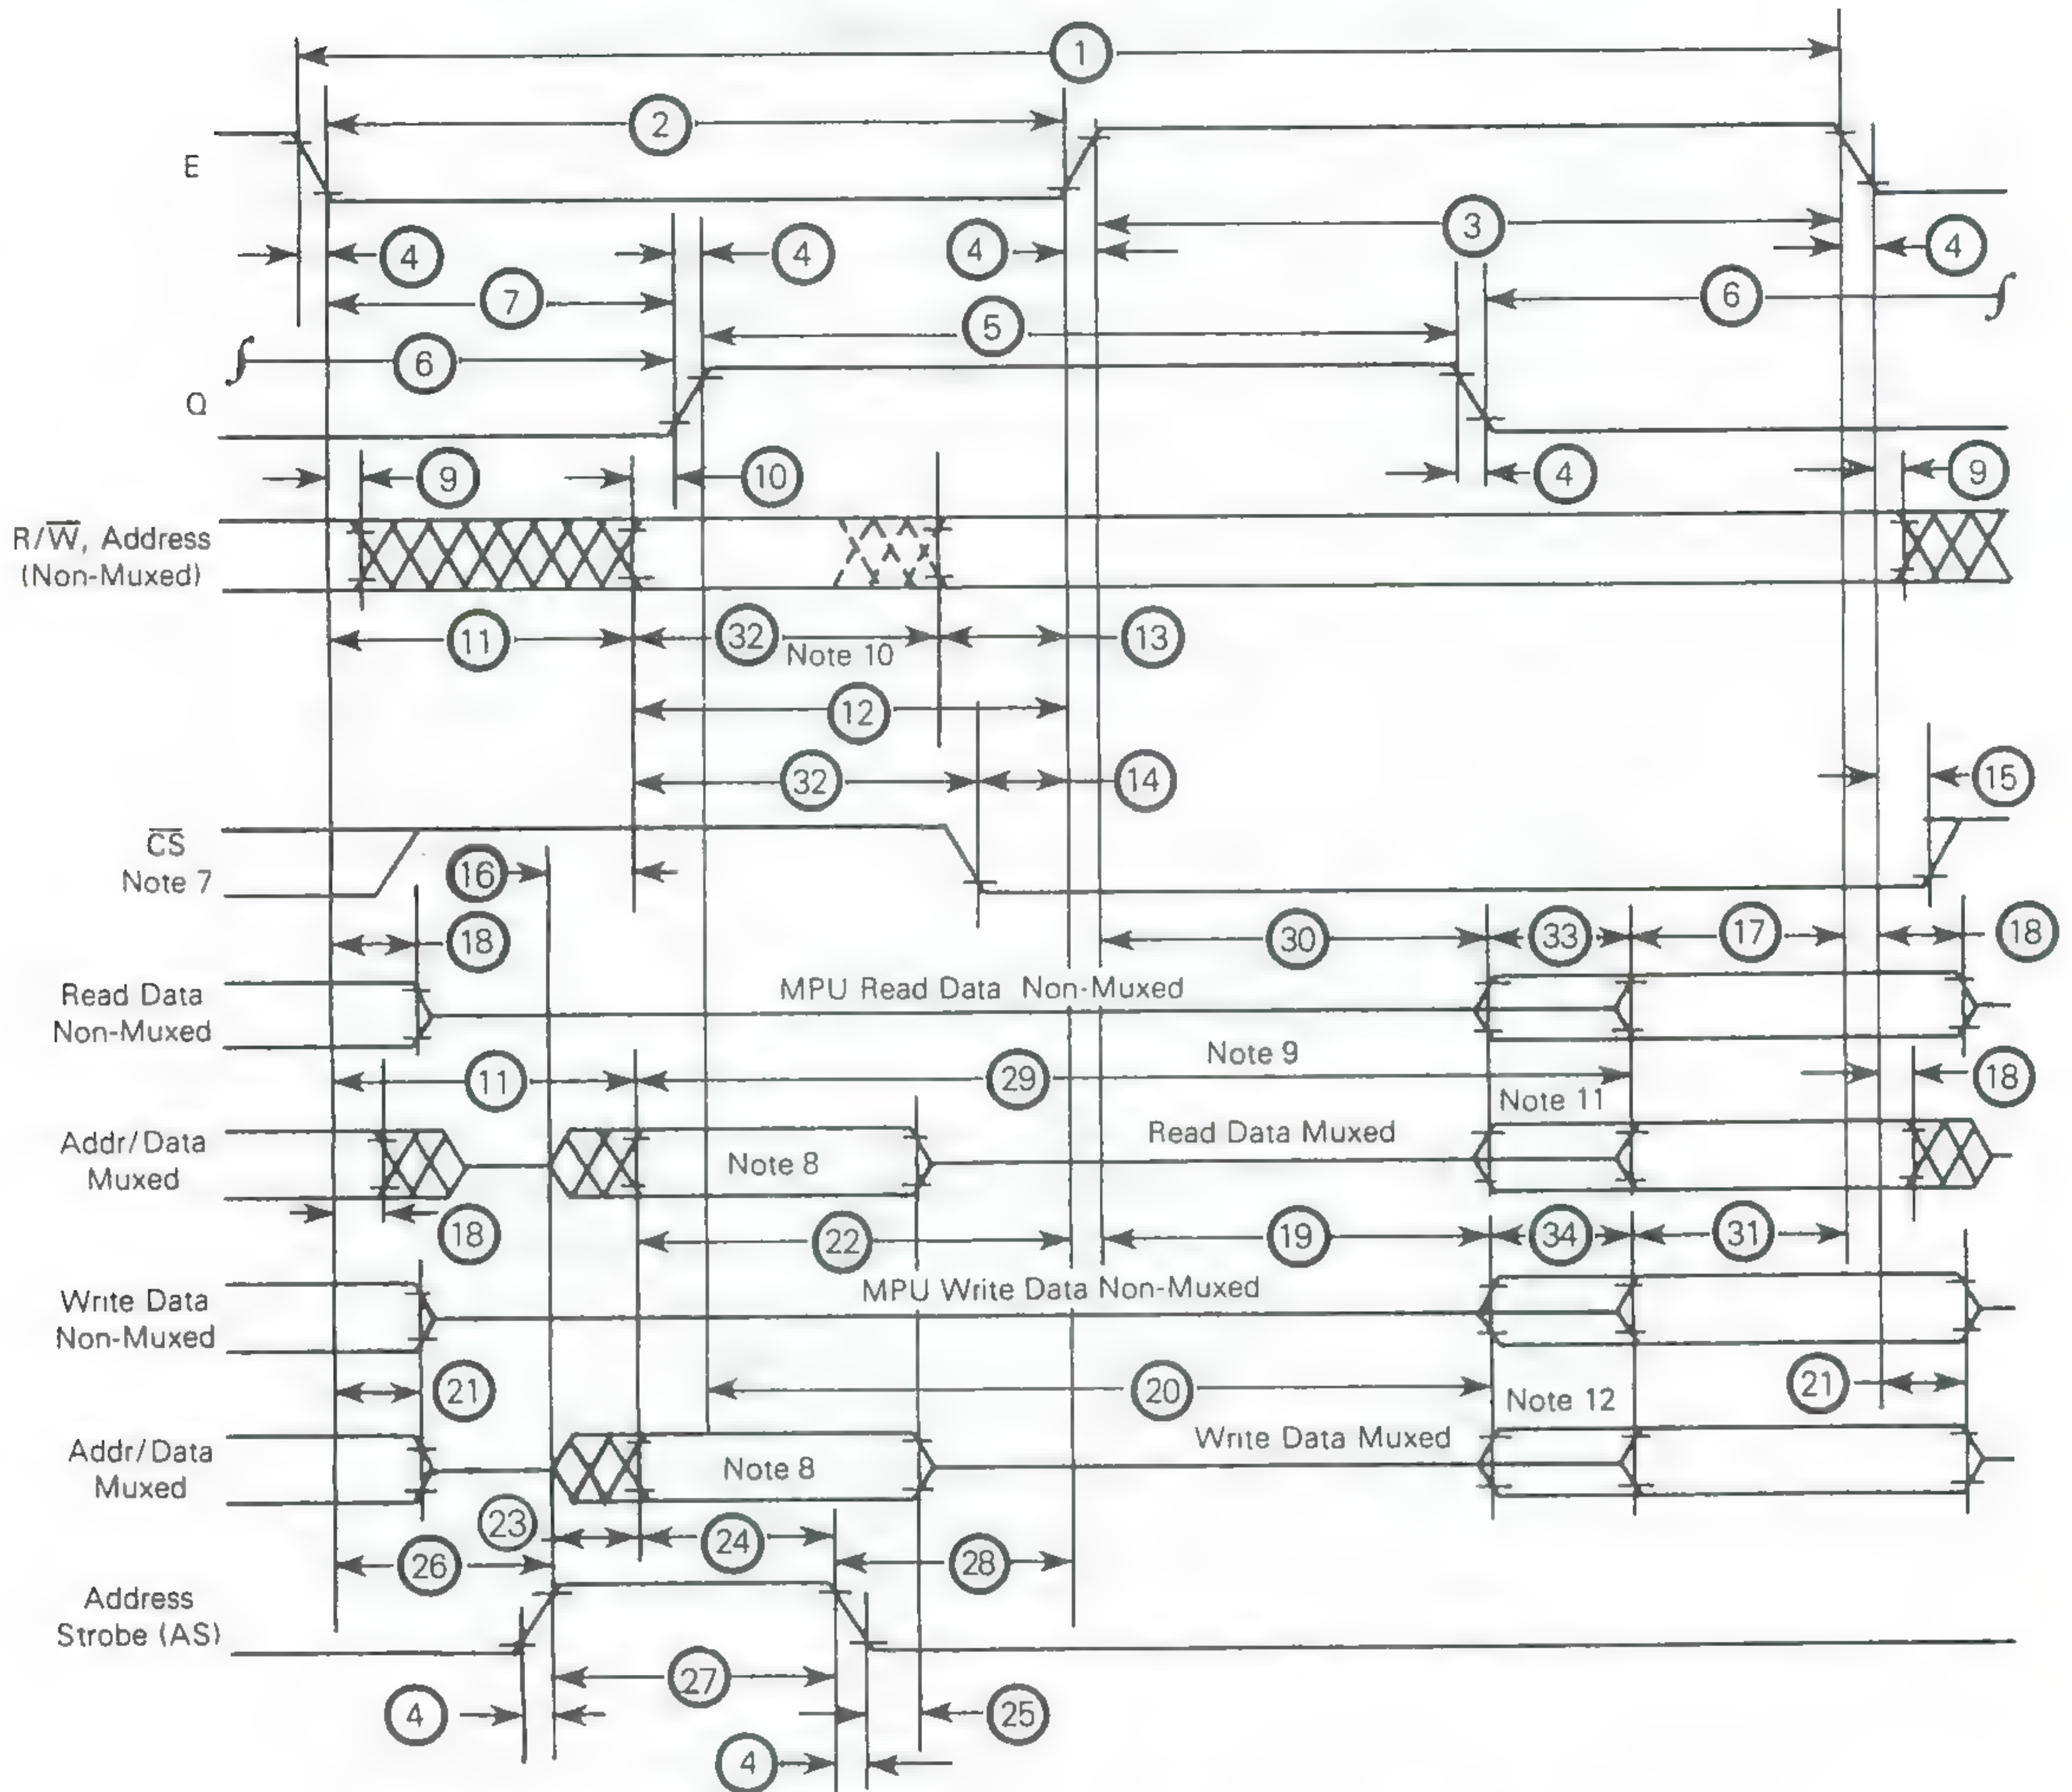 1
2
E
3
4
4
4
4
7
6
5
6
Q
9
10
4
9
R/W̅, Address
(Non-Muxed)
11
32
13
Note 10
12
32
14
15
C̅S̅
Note 7
16
18
30
33
17
18
Read Data
Non-Muxed
MPU Read Data Non-Muxed
Note 9
11
29
18
Note 11
Addr/Data
Muxed
Note 8
Read Data Muxed
18
22
19
34
31
Write Data
Non-Muxed
MPU Write Data Non-Muxed
21
20
Note 12
21
Addr/Data
Muxed
Note 8
Write Data Muxed
23
24
26
28
Address
Strobe (AS)
27
4
25
4